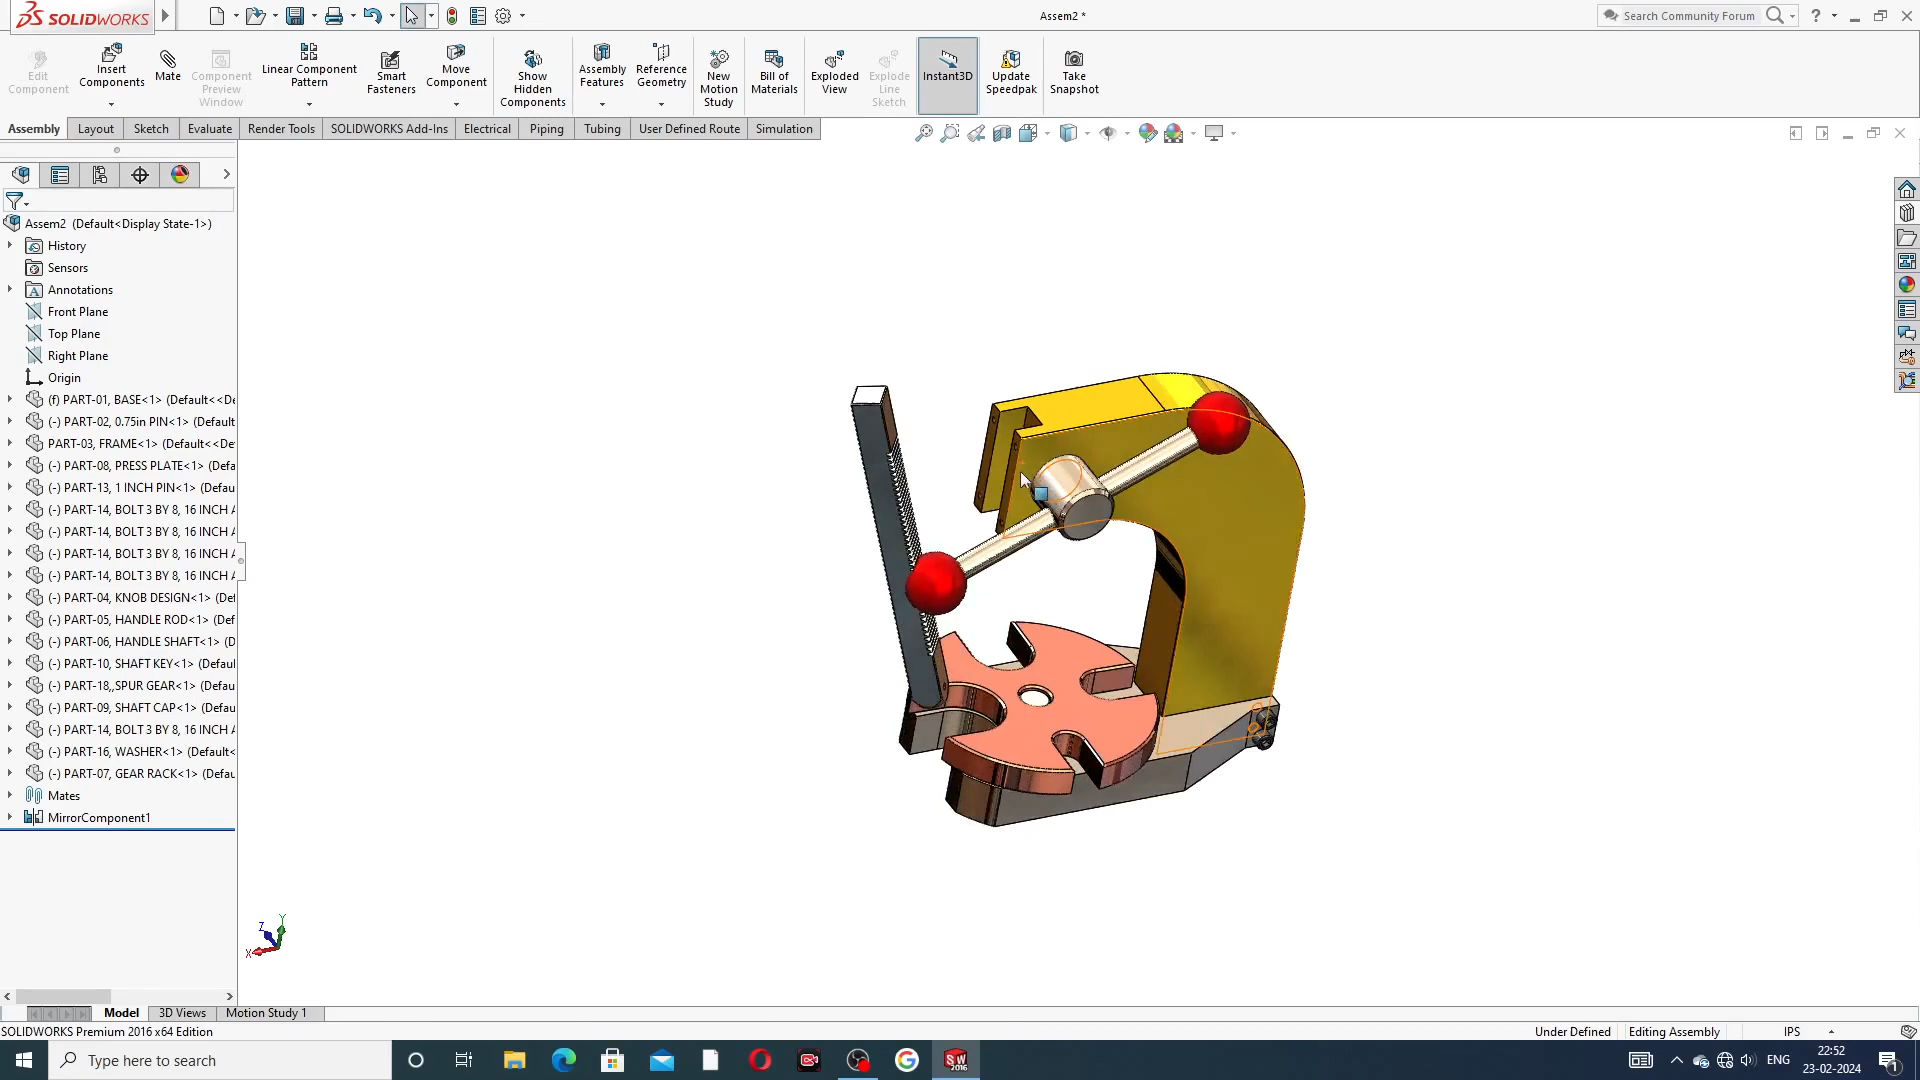 SOLIDWORKS
Assem2 *
Search Community Forum
Edit Component
Insert Components
Mate
Component Preview Window
Linear Component Pattern
Smart Fasteners
Move Component
Show Hidden Components
Assembly Features
Reference Geometry
New Motion Study
Bill of Materials
Exploded View
Explode Line Sketch
Instant3D
Update Speedpak
Take Snapshot
Assembly
Layout
Sketch
Evaluate
Render Tools
SOLIDWORKS Add-Ins
Electrical
Piping
Tubing
User Defined Route
Simulation
Assem2 (Default<Display State-1>)
History
Sensors
Annotations
Front Plane
Top Plane
Right Plane
Origin
(f) PART-01, BASE<1> (Default<<De
(-) PART-02, 0.75in PIN<1> (Default
PART-03, FRAME<1> (Default<<De
(-) PART-08, PRESS PLATE<1> (Defa
(-) PART-13, 1 INCH PIN<1> (Defau
(-) PART-14, BOLT 3 BY 8, 16 INCH A
(-) PART-14, BOLT 3 BY 8, 16 INCH A
(-) PART-14, BOLT 3 BY 8, 16 INCH A
(-) PART-14, BOLT 3 BY 8, 16 INCH A
(-) PART-04, KNOB DESIGN<1> (Def
(-) PART-05, HANDLE ROD<1> (Def
(-) PART-06, HANDLE SHAFT<1> (D
(-) PART-10, SHAFT KEY<1> (Defaul
(-) PART-18,,SPUR GEAR<1> (Defau
(-) PART-09, SHAFT CAP<1> (Defau
(-) PART-14, BOLT 3 BY 8, 16 INCH A
(-) PART-16, WASHER<1> (Default<
(-) PART-07, GEAR RACK<1> (Defau
Mates
MirrorComponent1
Y
Z
X
Model
3D Views
Motion Study 1
SOLIDWORKS Premium 2016 x64 Edition
Under Defined
Editing Assembly
IPS
Type here to search
SW 2016
ENG
22:52
23-02-2024
1